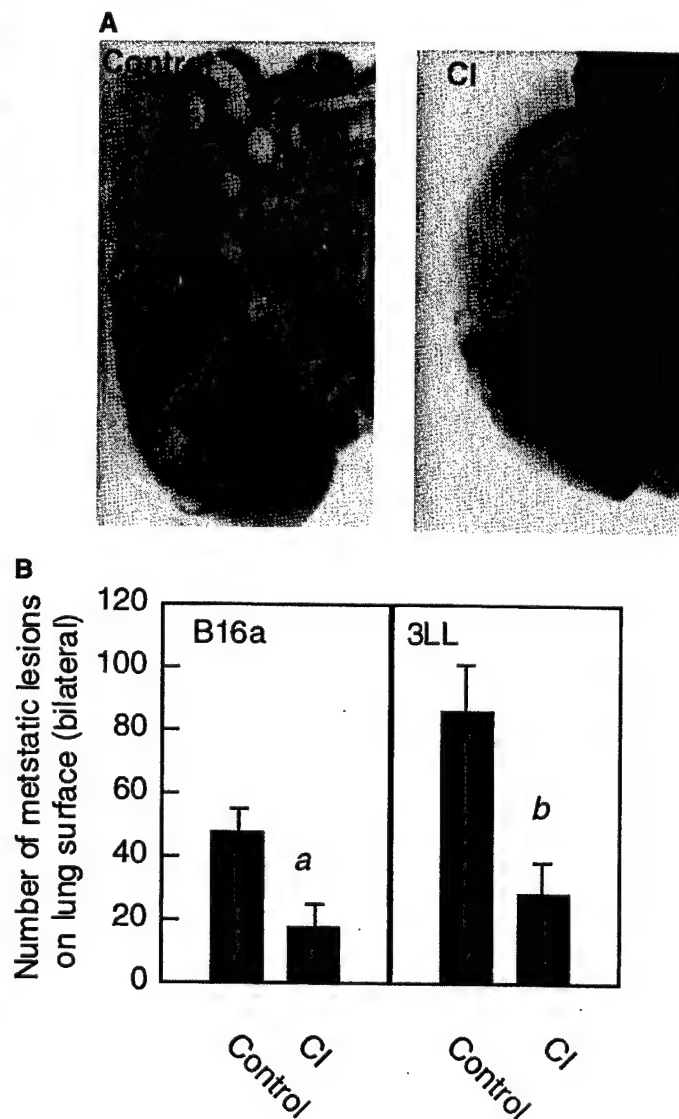 A
Control
CI
B
Number of metstatic lesions
on lung surface (bilateral)
120
100
80
60
40
20
0
B16a
3LL
a
b
Control
CI
Control
CI